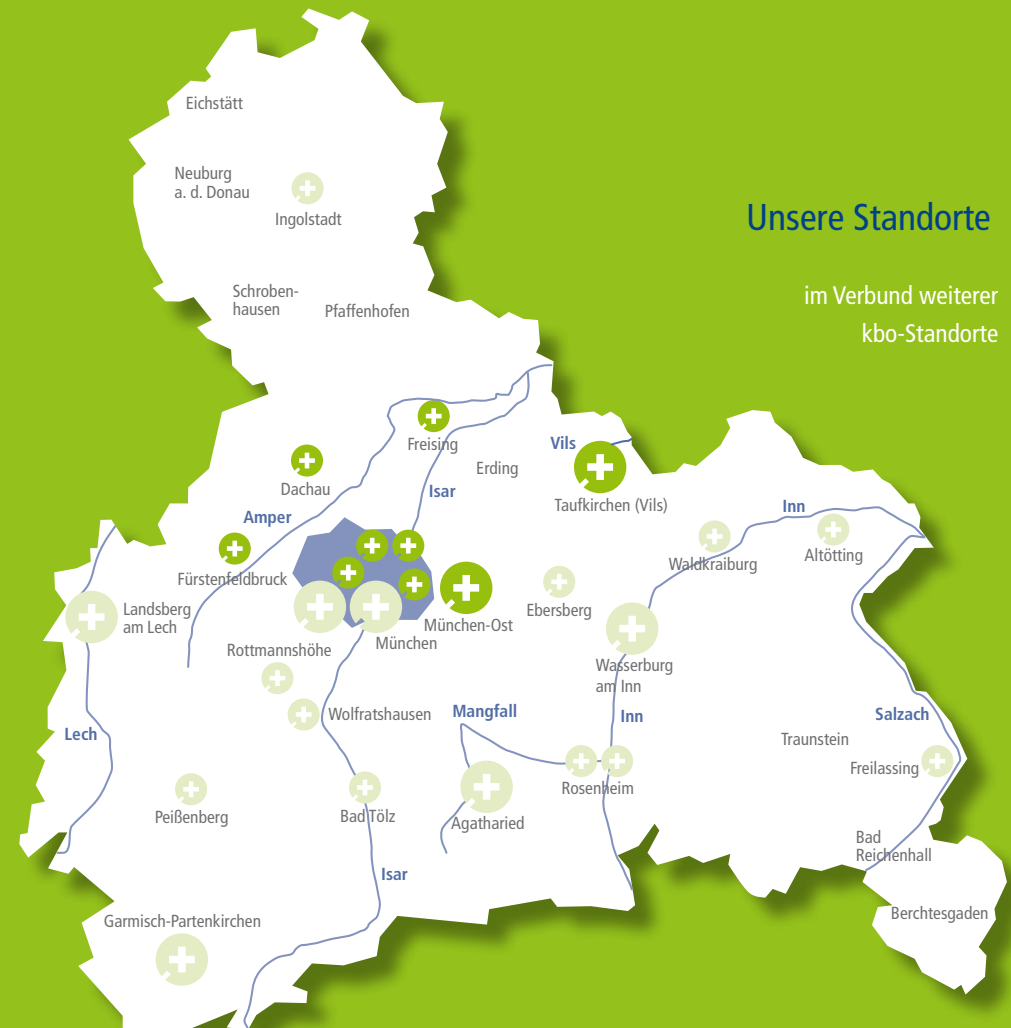 Eichstätt
Neuburg
a. d. Donau
Ingolstadt
Unsere Standorte
im Verbund weiterer
kbo-Standorte
Schroben-
hausen
Pfaffenhofen
Freising
Vils
Erding
Dachau
Isar
Taufkirchen (Vils)
Inn
Amper
Altötting
Waldkraiburg
Fürstenfeldbruck
Landsberg
am Lech
Ebersberg
München-Ost
München
Rottmannshöhe
Wasserburg
am Inn
Wolfratshausen
Mangfall
Inn
Salzach
Lech
Traunstein
Freilassing
Rosenheim
Peißenberg
Bad Tölz
Agatharied
Bad
Reichenhall
Isar
Berchtesgaden
Garmisch-Partenkirchen